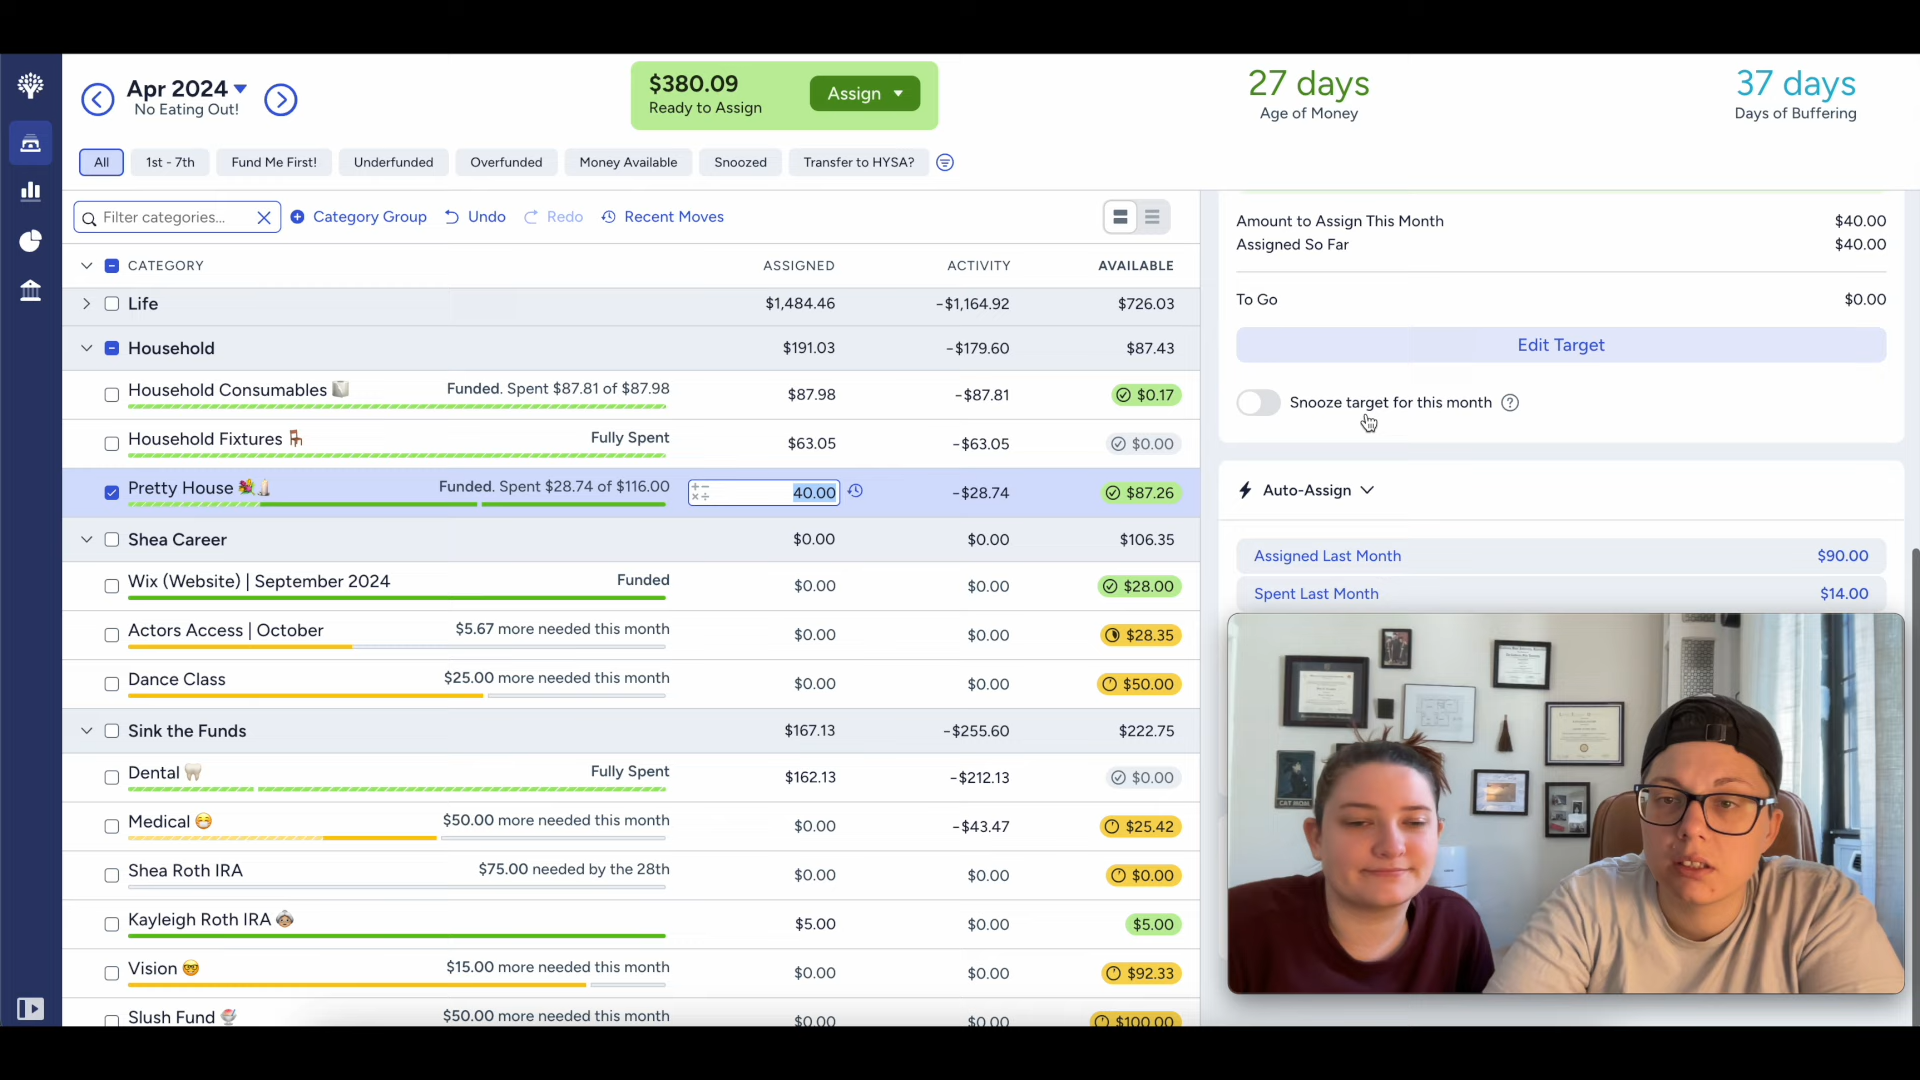 Apr 2024
No Eating Out!
$380.09
Ready to Assign
Assign
27 days
Age of Money
37 days
Days of Buffering
All
1st - 7th
Fund Me First!
Underfunded
Overfunded
Money Available
Snoozed
Transfer to HYSA?
Filter categories...
Category Group
Undo
Redo
Recent Moves
CATEGORY ASSIGNED ACTIVITY AVAILABLE
Life $1,484.46 -$1,164.92 $726.03
Household $191.03 -$179.60 $87.43
Household Consumables Funded. Spent $87.81 of $87.98 $87.98 -$87.81 $0.17
Household Fixtures Fully Spent $63.05 -$63.05 $0.00
Pretty House Funded. Spent $28.74 of $116.00 40.00 -$28.74 $87.26
Shea Career $0.00 $0.00 $106.35
Wix (Website) | September 2024 Funded $0.00 $0.00 $28.00
Actors Access | October $5.67 more needed this month $0.00 $0.00 $28.35
Dance Class $25.00 more needed this month $0.00 $0.00 $50.00
Sink the Funds $167.13 -$255.60 $222.75
Dental Fully Spent $162.13 -$212.13 $0.00
Medical $50.00 more needed this month $0.00 -$43.47 $25.42
Shea Roth IRA $75.00 needed by the 28th $0.00 $0.00 $0.00
Kayleigh Roth IRA $5.00 $0.00 $5.00
Vision $15.00 more needed this month $0.00 $0.00 $92.33
Slush Fund $50.00 more needed this month $0.00 $0.00 $100.00
Amount to Assign This Month $40.00
Assigned So Far $40.00
To Go $0.00
Edit Target
Snooze target for this month
Auto-Assign
Assigned Last Month $90.00
Spent Last Month $14.00
CAT MOM